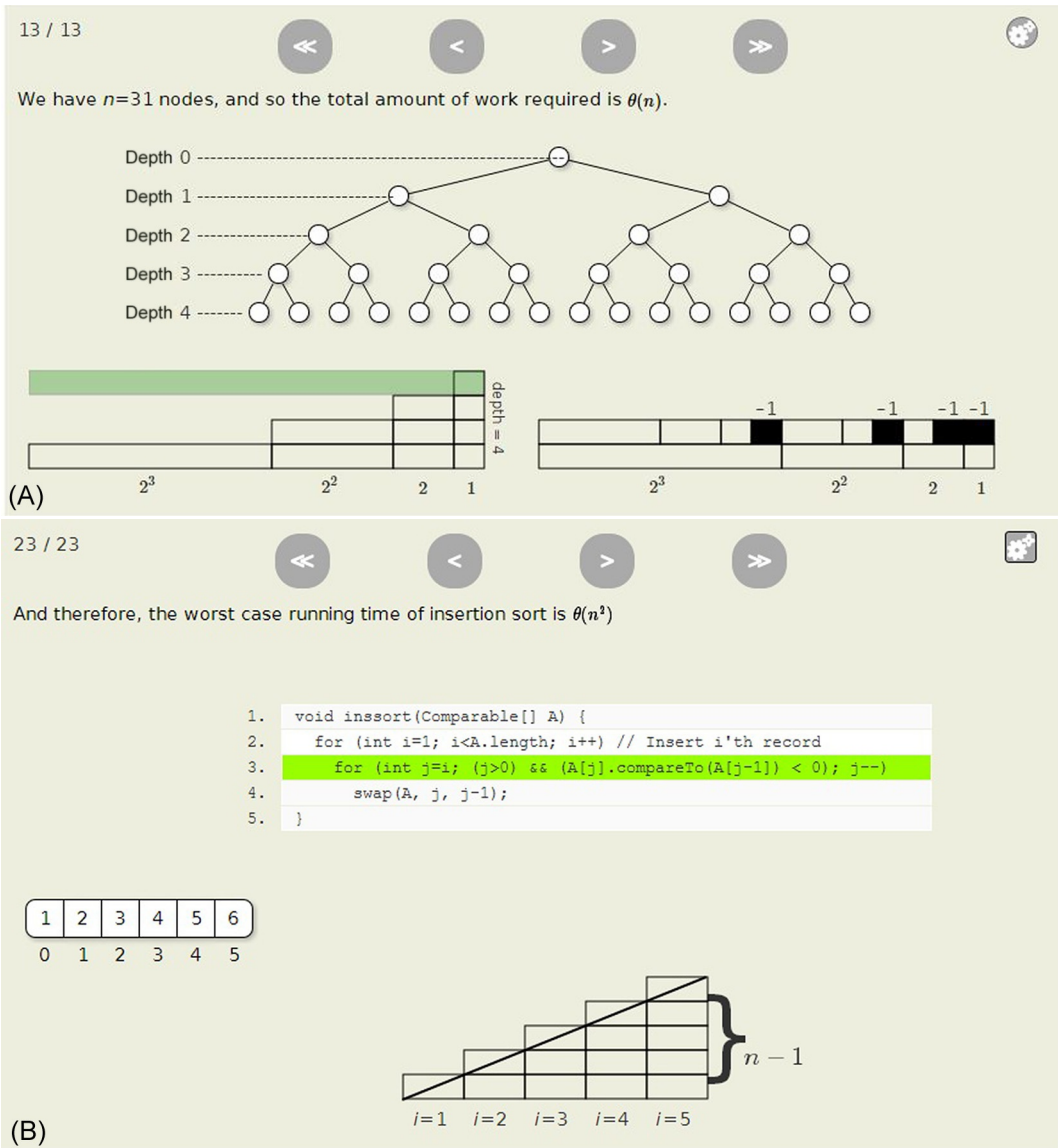 13 / 13
≪ < > ≫
We have n=31 nodes, and so the total amount of work required is θ(n).
Depth 0
Depth 1
Depth 2
Depth 3
Depth 4
depth = 4
2³ 2² 2 1
-1 -1 -1 -1
2³ 2² 2 1
(A)
23 / 23
≪ < > ≫
And therefore, the worst case running time of insertion sort is θ(n²)
1. void inssort(Comparable[] A) {
2. for (int i=1; i<A.length; i++) // Insert i'th record
3. for (int j=i; (j>0) && (A[j].compareTo(A[j-1]) < 0); j--)
4. swap(A, j, j-1);
5. }
1 2 3 4 5 6
0 1 2 3 4 5
n − 1
i=1 i=2 i=3 i=4 i=5
(B)